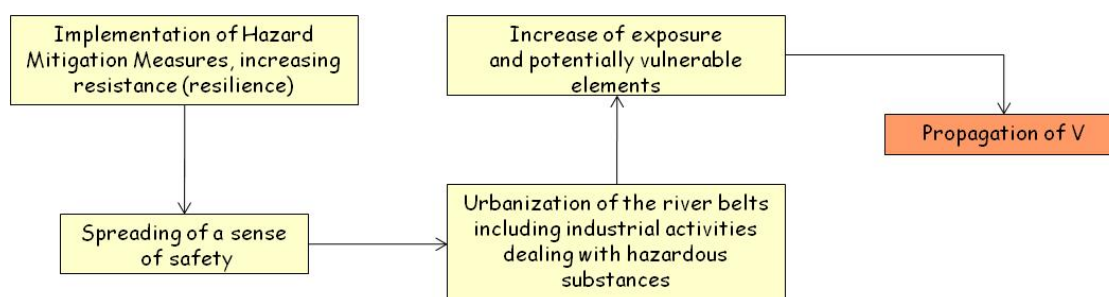 Implementation of Hazard
Mitigation Measures, increasing
resistance (resilience)
Spreading of a sense
of safety
Urbanization of the river belts
including industrial activities
dealing with hazardous
substances
Increase of exposure
and potentially vulnerable
elements
Propagation of V